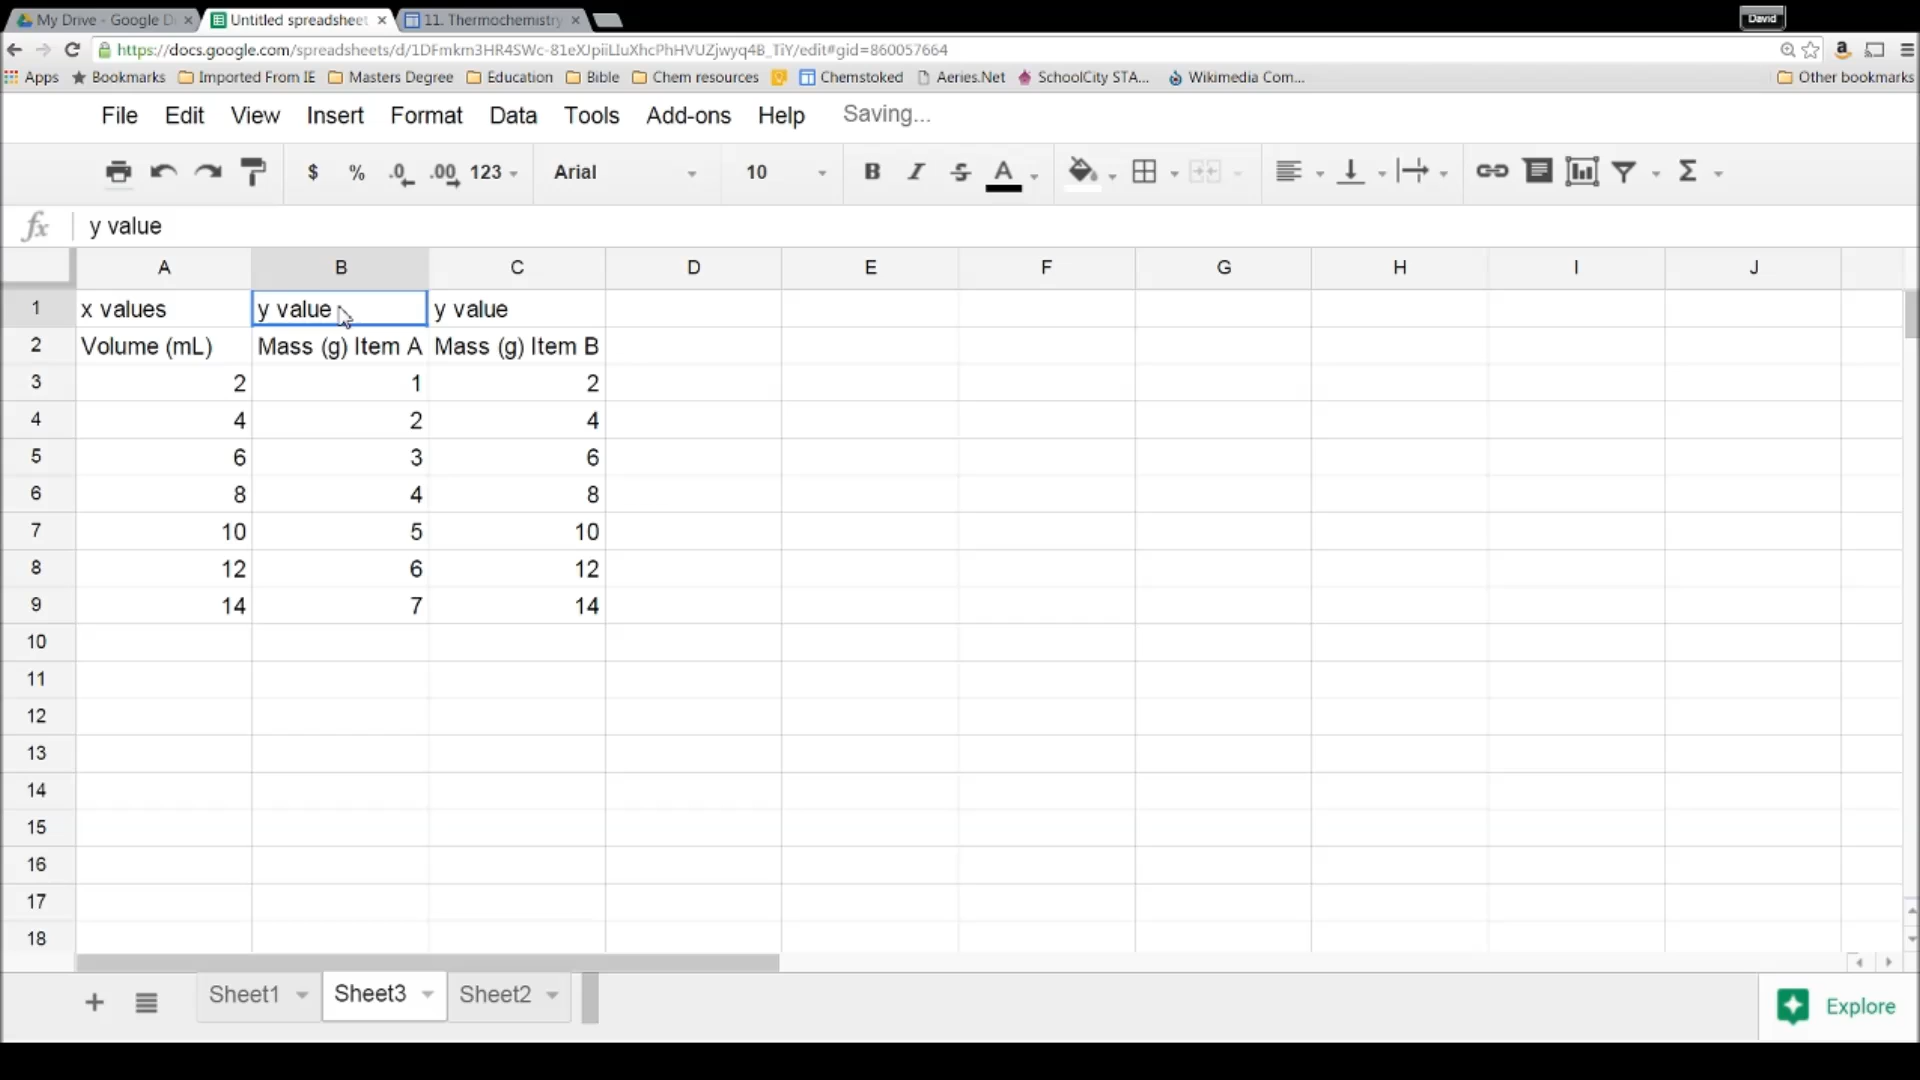 My Drive - Google D
Untitled spreadsheet
11. Thermochemistry
David
https://docs.google.com/spreadsheets/d/1DFmkm3HR4SWc-81eXJpiiLIuXhcPhHVUZjwyq4B_TiY/edit#gid=860057664
Apps Bookmarks Imported From IE Masters Degree Education Bible Chem resources Chemstoked Aeries.Net SchoolCity STA... Wikimedia Com... Other bookmarks
File Edit View Insert Format Data Tools Add-ons Help Saving...
$ % .0 .00 123 Arial 10 B I S A Σ
fx y value
A B C D E F G H I J
1 x values y value y value
2 Volume (mL) Mass (g) Item A Mass (g) Item B
3 2 1 2
4 4 2 4
5 6 3 6
6 8 4 8
7 10 5 10
8 12 6 12
9 14 7 14
10
11
12
13
14
15
16
17
18
+ Sheet1 Sheet3 Sheet2 Explore